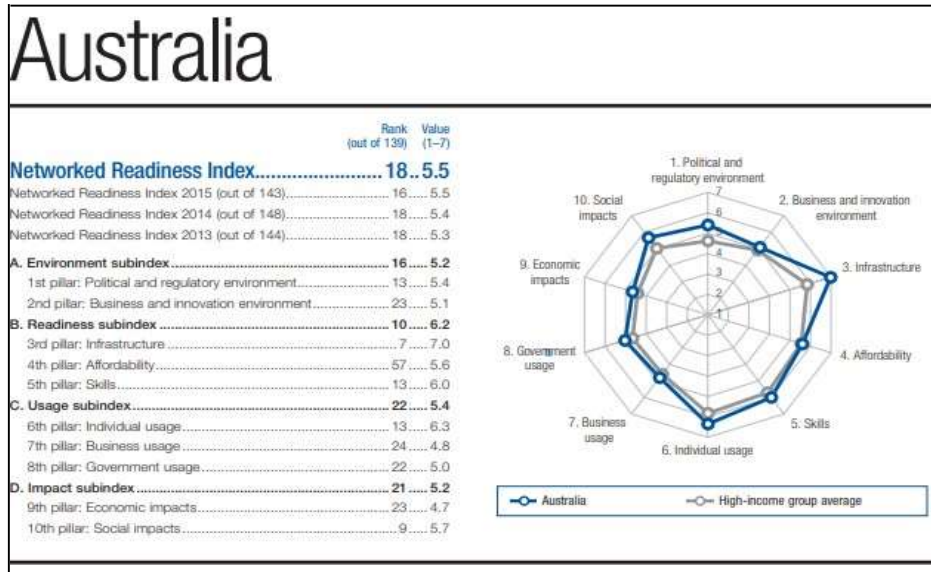 Australia
Rank Value
(out of 139) (1–7)
Networked Readiness Index........................18..5.5
Networked Readiness Index 2015 (out of 143)....................16.....5.5
Networked Readiness Index 2014 (out of 148)....................18.....5.4
Networked Readiness Index 2013 (out of 144)....................18.....5.3
A. Environment subindex....................16.....5.2
1st pillar: Political and regulatory environment....................13.....5.4
2nd pillar: Business and innovation environment....................23.....5.1
B. Readiness subindex....................10.....6.2
3rd pillar: Infrastructure....................7.....7.0
4th pillar: Affordability....................57.....5.6
5th pillar: Skills....................13.....6.0
C. Usage subindex....................22.....5.4
6th pillar: Individual usage....................13.....6.3
7th pillar: Business usage....................24.....4.8
8th pillar: Government usage....................22.....5.0
D. Impact subindex....................21.....5.2
9th pillar: Economic impacts....................23.....4.7
10th pillar: Social impacts....................9.....5.7
1. Political and
regulatory environment
2. Business and innovation
environment
3. Infrastructure
4. Affordability
5. Skills
6. Individual usage
7. Business
usage
8. Government
usage
9. Economic
impacts
10. Social
impacts
7
6
5
4
3
2
1
Australia
High-income group average